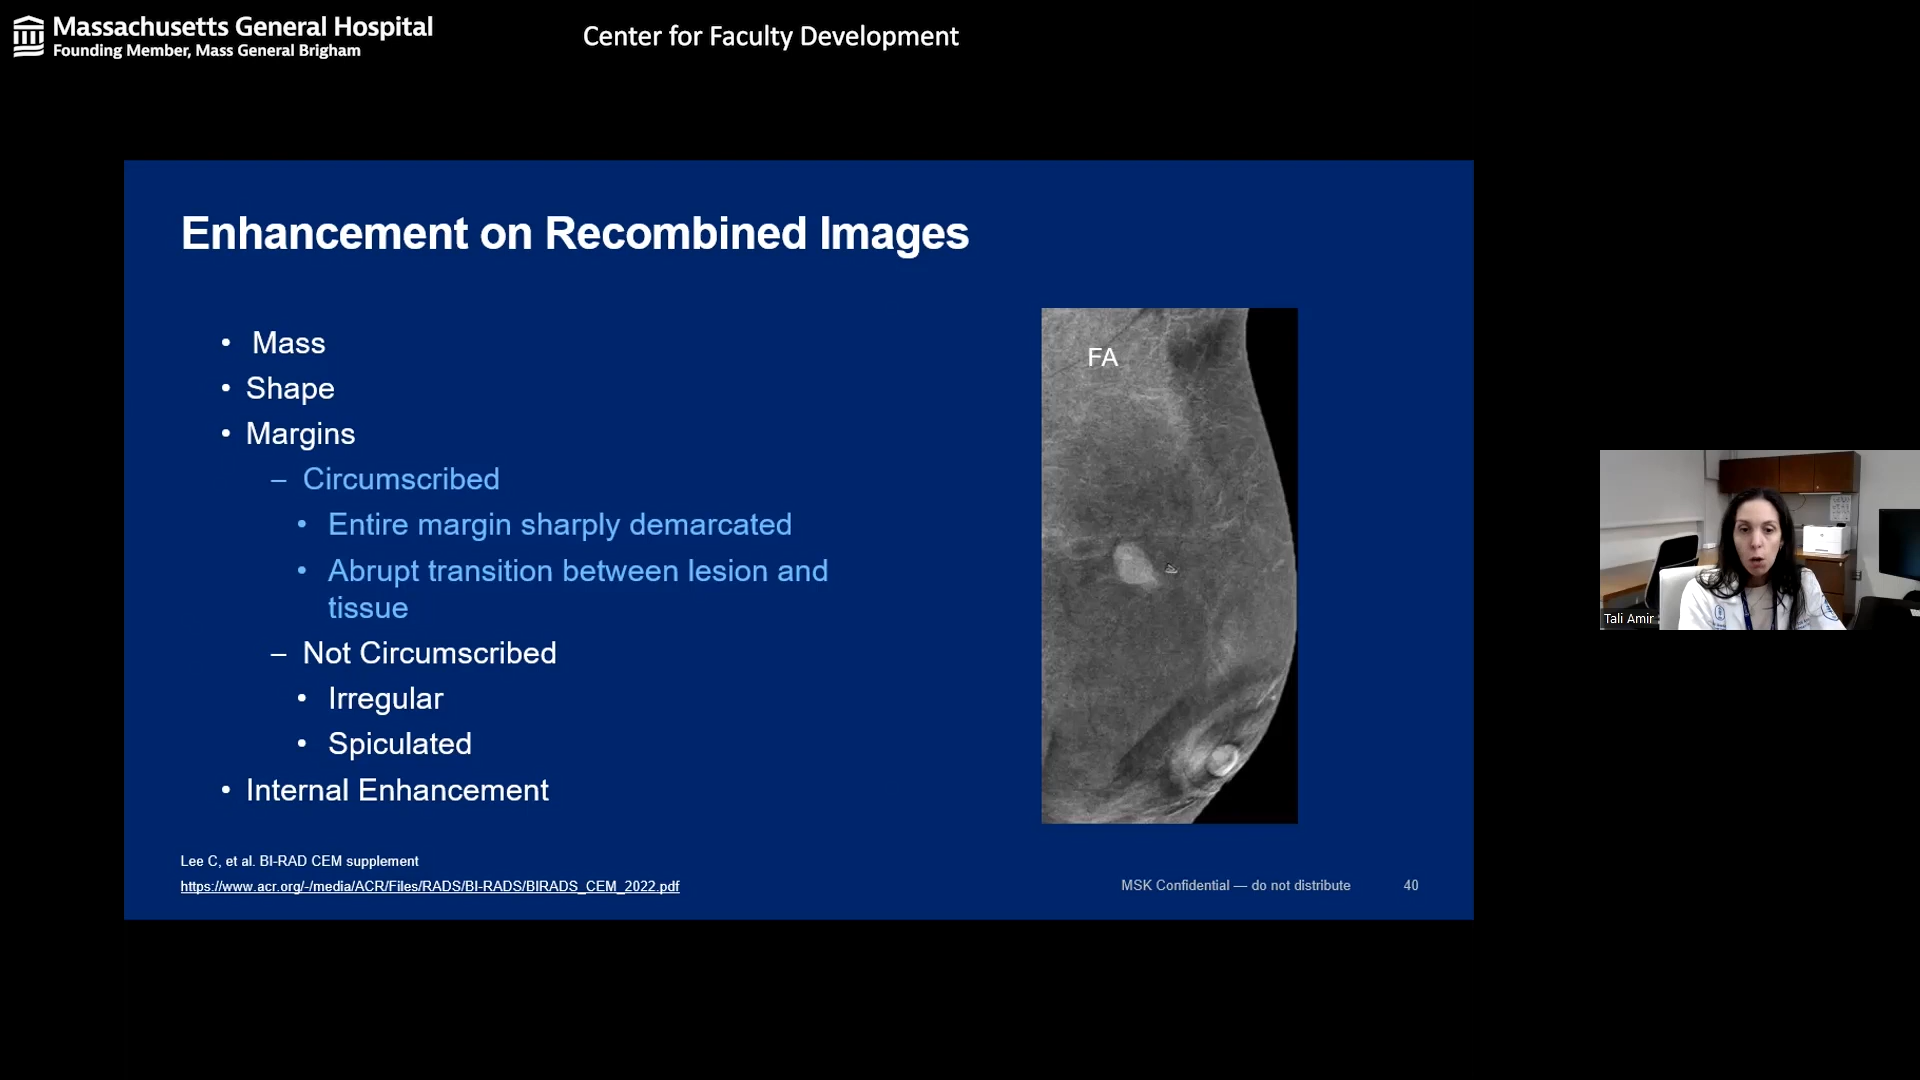 Massachusetts General Hospital
Founding Member, Mass General Brigham
Center for Faculty Development
Enhancement on Recombined Images
• Mass
• Shape
• Margins
– Circumscribed
• Entire margin sharply demarcated
• Abrupt transition between lesion and
tissue
– Not Circumscribed
• Irregular
• Spiculated
• Internal Enhancement
FA
Lee C, et al. BI-RAD CEM supplement
https://www.acr.org/-/media/ACR/Files/RADS/BI-RADS/BIRADS_CEM_2022.pdf
MSK Confidential — do not distribute 40
Tali Amir